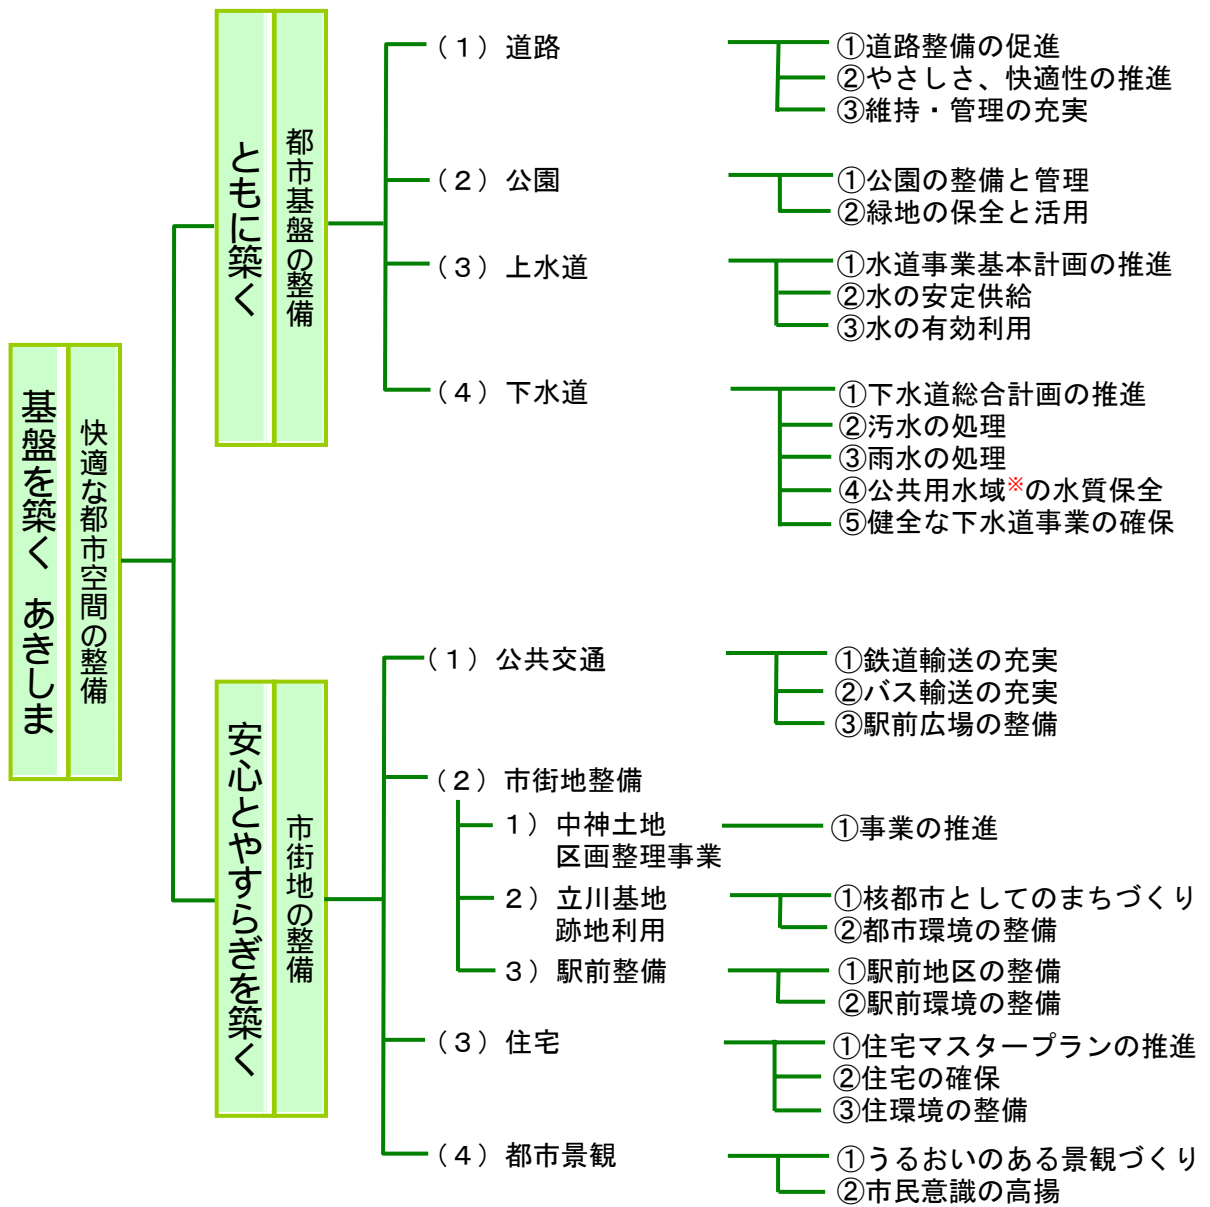 基盤を築く あきしま
快適な都市空間の整備
ともに築く
都市基盤の整備
（１）道路
①道路整備の促進
②やさしさ、快適性の推進
③維持・管理の充実
（２）公園
①公園の整備と管理
②緑地の保全と活用
（３）上水道
①水道事業基本計画の推進
②水の安定供給
③水の有効利用
（４）下水道
①下水道総合計画の推進
②汚水の処理
③雨水の処理
④公共用水域※の水質保全
⑤健全な下水道事業の確保
安心とやすらぎを築く
市街地の整備
（１）公共交通
①鉄道輸送の充実
②バス輸送の充実
③駅前広場の整備
（２）市街地整備
１）中神土地
区画整理事業
①事業の推進
２）立川基地
跡地利用
①核都市としてのまちづくり
②都市環境の整備
３）駅前整備
①駅前地区の整備
②駅前環境の整備
（３）住宅
①住宅マスタープランの推進
②住宅の確保
③住環境の整備
（４）都市景観
①うるおいのある景観づくり
②市民意識の高揚